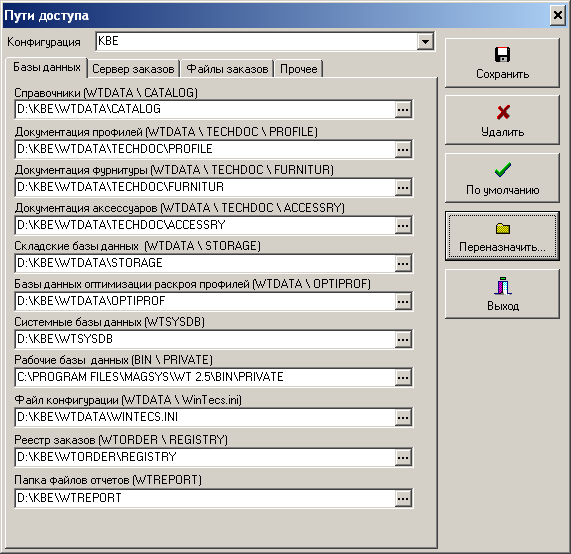 Пути доступа
Конфигурация
KBE
Базы данных
Сервер заказов
Файлы заказов
Прочее
Справочники (WTDATA \ CATALOG)
D:\KBE\WTDATA\CATALOG
...
Документация профилей (WTDATA \ TECHDOC \ PROFILE)
D:\KBE\WTDATA\TECHDOC\PROFILE
...
Документация фурнитуры (WTDATA \ TECHDOC \ FURNITUR)
D:\KBE\WTDATA\TECHDOC\FURNITUR
...
Документация аксессуаров (WTDATA \ TECHDOC \ ACCESSRY)
D:\KBE\WTDATA\TECHDOC\ACCESSRY
...
Складские базы данных (WTDATA \ STORAGE)
D:\KBE\WTDATA\STORAGE
...
Базы данных оптимизации раскроя профилей (WTDATA \ OPTIPROF)
D:\KBE\WTDATA\OPTIPROF
...
Системные базы данных (WTSYSDB)
D:\KBE\WTSYSDB
...
Рабочие базы данных (BIN \ PRIVATE)
C:\PROGRAM FILES\MAGSYS\WT 2.5\BIN\PRIVATE
...
Файл конфигурации (WTDATA \ WinTecs.ini)
D:\KBE\WTDATA\WINTECS.INI
...
Реестр заказов (WTORDER \ REGISTRY)
D:\KBE\WTORDER\REGISTRY
...
Папка файлов отчетов (WTREPORT)
D:\KBE\WTREPORT
...
Сохранить
Удалить
По умолчанию
Переназначить...
Выход